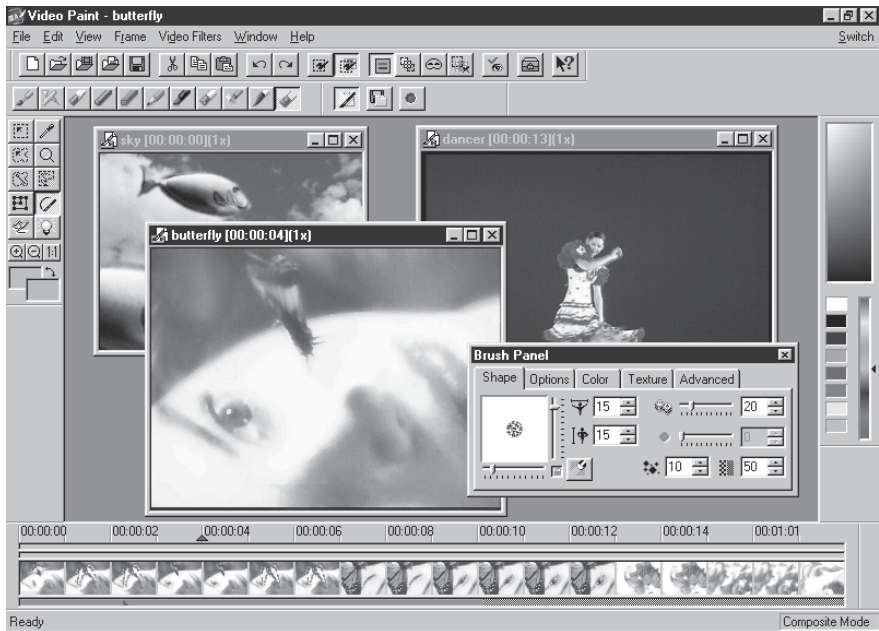 Video Paint - butterfly
File Edit View Frame Video Filters Window Help Switch
sky [00:00:00](1x)
dancer [00:00:13](1x)
1:1
butterfly [00:00:04](1x)
Brush Panel
Shape Options Color Texture Advanced
15 20
15 0
10 50
00:00:00 00:00:02 00:00:04 00:00:06 00:00:08 00:00:10 00:00:12 00:00:14 00:01:01
Ready Composite Mode